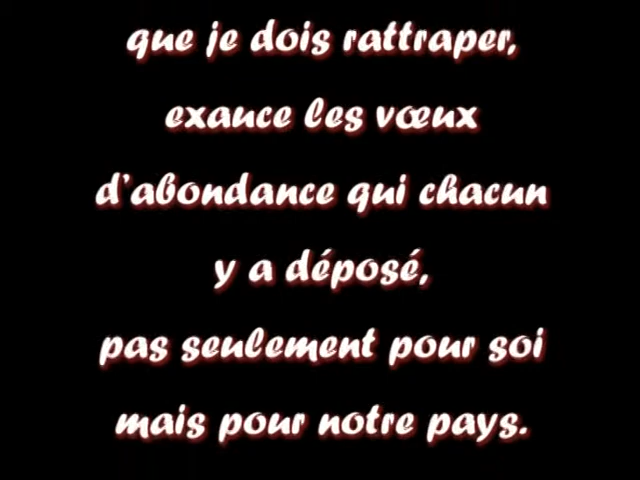 que je dois rattraper,
exauce les vœux
d'abondance qui chacun
y a déposé,
pas seulement pour soi
mais pour notre pays.